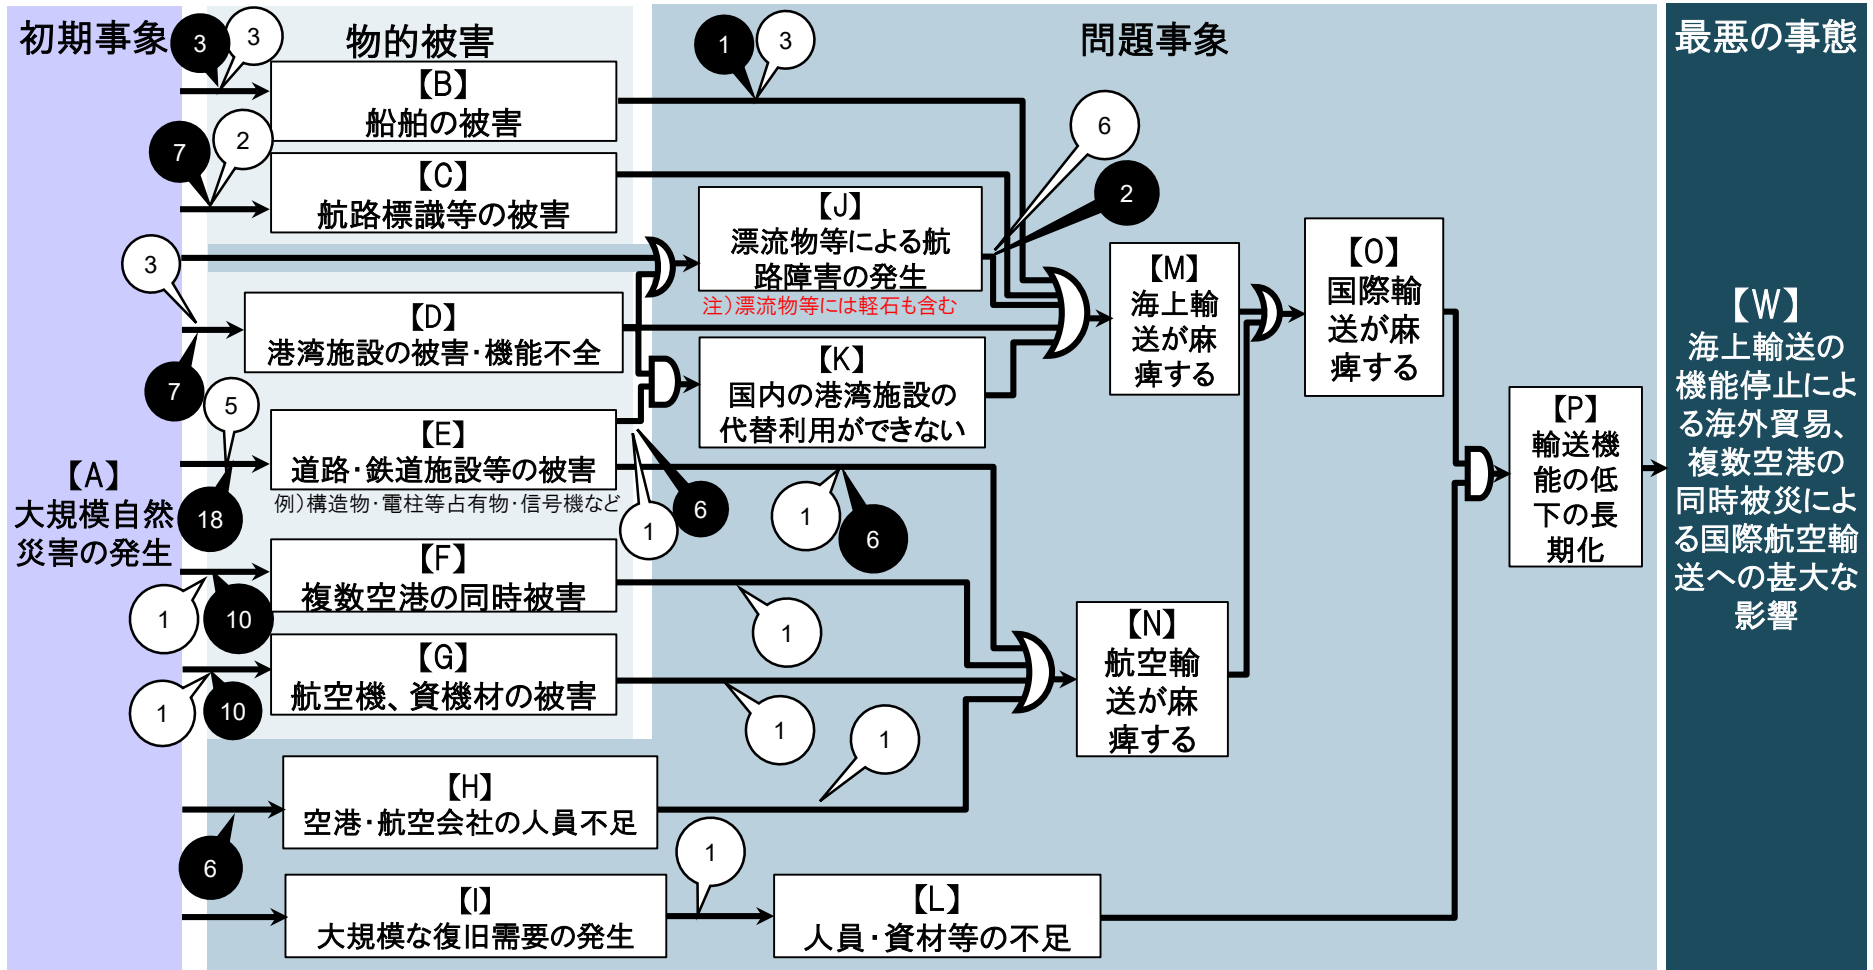 初期事象
物的被害
問題事象
最悪の事態
3
3
1
3
【B】
船舶の被害
7
2
6
2
【C】
航路標識等の被害
【J】
漂流物等による航
路障害の発生
注）漂流物等には軽石も含む
3
【D】
港湾施設の被害・機能不全
7
【K】
国内の港湾施設の
代替利用ができない
【M】
海上輸
送が麻
痺する
【O】
国際輸
送が麻
痺する
5
【E】
道路・鉄道施設等の被害
例）構造物・電柱等占有物・信号機など
18
1
6
1
6
【A】
大規模自然
災害の発生
【F】
複数空港の同時被害
1
10
1
【G】
航空機、資機材の被害
1
10
1
【N】
航空輸
送が麻
痺する
【P】
輸送機
能の低
下の長
期化
【W】
海上輸送の
機能停止によ
る海外貿易、
複数空港の
同時被災によ
る国際航空輸
送への甚大な
影響
【H】
空港・航空会社の人員不足
1
6
【I】
大規模な復旧需要の発生
1
【L】
人員・資材等の不足